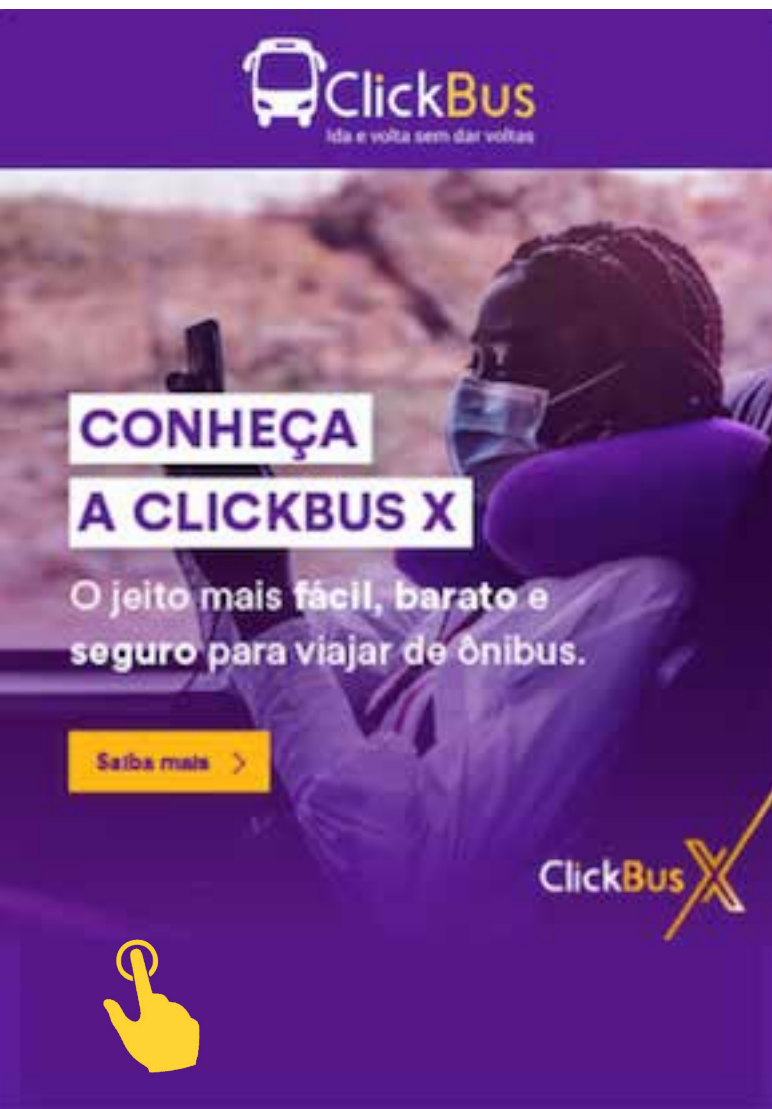 ClickBus
Ida e volta sem dar voltas
CONHEÇA
A CLICKBUS X
O jeito mais fácil, barato e
seguro para viajar de ônibus.
Saiba mais >
ClickBus X